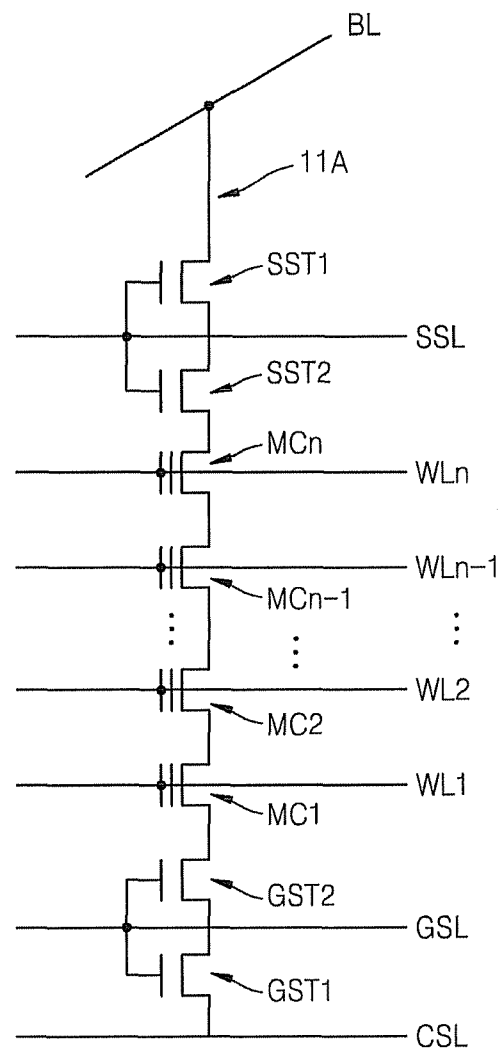 BL
11A
SST1
SSL
SST2
MCn
WLn
WLn-1
MCn-1
WL2
MC2
WL1
MC1
GST2
GSL
GST1
CSL